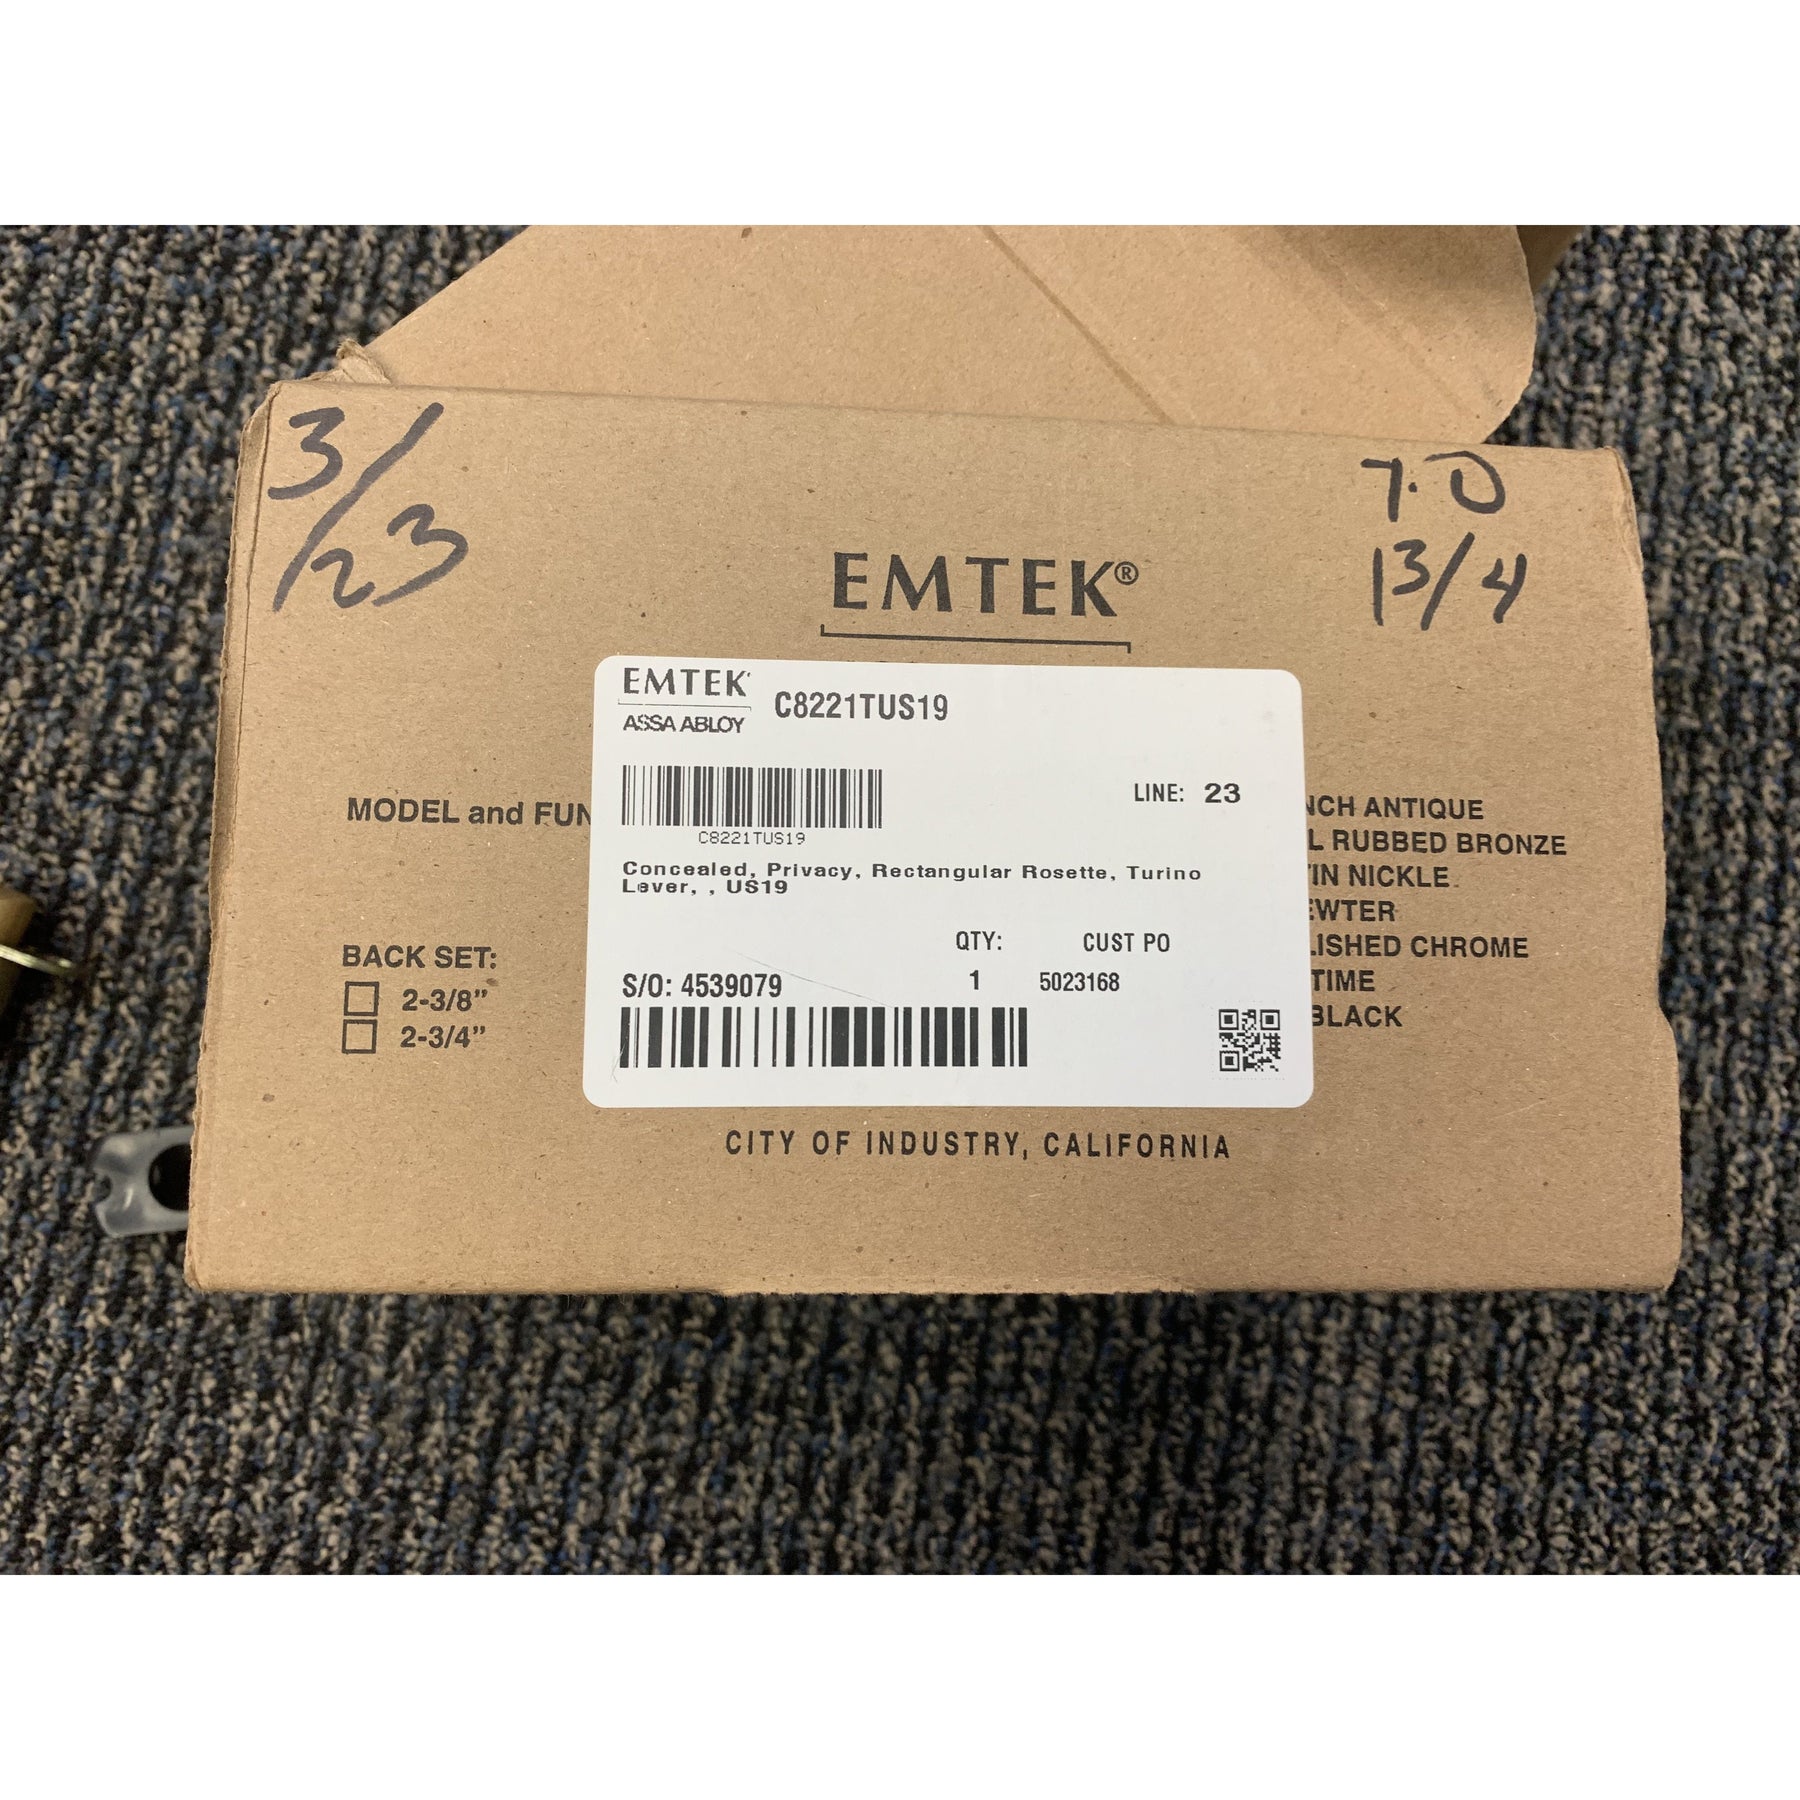 3/23
7.0
13/4
EMTEK®
EMTEK
ASSA ABLOY
C8221TUS19
C8221TUS19
LINE: 23
Concealed, Privacy, Rectangular Rosette, Turino
Lever, , US19
QTY: CUST PO
S/O: 4539079 1 5023168
MODEL and FUN
BACK SET:
2-3/8”
2-3/4”
NCH ANTIQUE
L RUBBED BRONZE
TIN NICKLE
EWTER
LISHED CHROME
TIME
BLACK
CITY OF INDUSTRY, CALIFORNIA